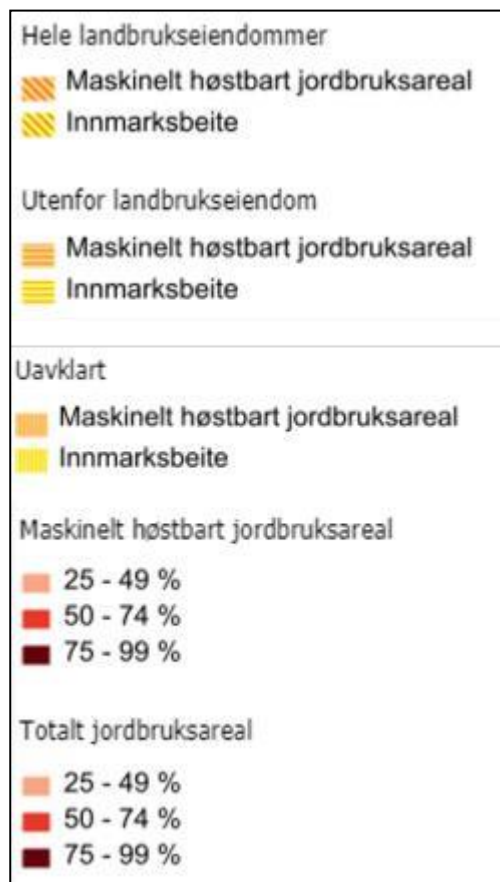 Hele landbrukseiendommer
Maskinelt høstbart jordbruksareal
Innmarksbeite
Utenfor landbrukseiendom
Maskinelt høstbart jordbruksareal
Innmarksbeite
Uavklart
Maskinelt høstbart jordbruksareal
Innmarksbeite
Maskinelt høstbart jordbruksareal
25 - 49 %
50 - 74 %
75 - 99 %
Totalt jordbruksareal
25 - 49 %
50 - 74 %
75 - 99 %